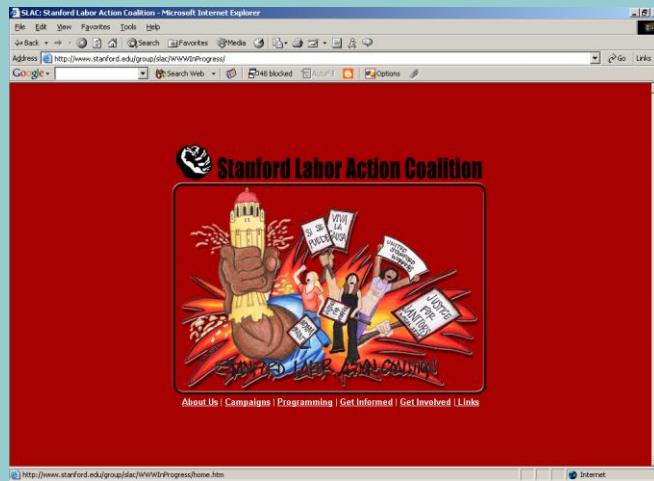 SLAC: Stanford Labor Action Coalition - Microsoft Internet Explorer
File Edit View Favorites Tools Help
Back Search Favorites Media
Address http://www.stanford.edu/group/slac/WWWInProgress/ Go Links
Google Search Web 48 blocked AutoFill Options
Stanford Labor Action Coalition
SI SE PUEDE
VIVA LA CAUSA
UNITED STANFORD WORKERS
JUSTICE FOR JANITORS
STANFORD LABOR ACTION COALITION
About Us | Campaigns | Programming | Get Informed | Get Involved | Links
http://www.stanford.edu/group/slac/WWWInProgress/home.htm Internet